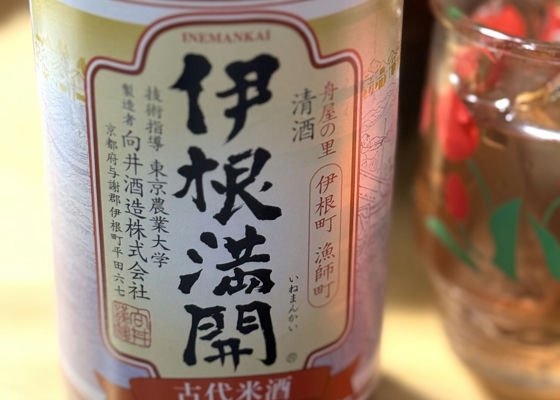 INEMANKAI
舟屋の里
伊根町 漁師町
清酒
伊根満開
いねまんかい
技術指導 東京農業大学
製造者 向井酒造株式会社
京都府与謝郡伊根町平田六七
古代米酒